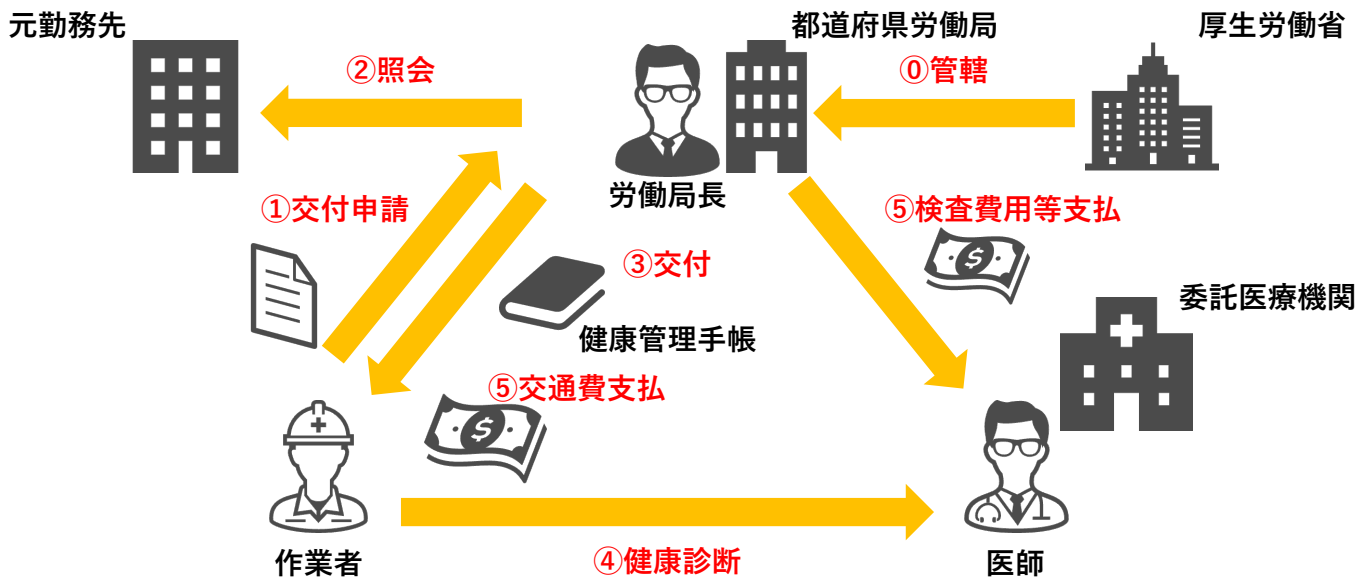 元勤務先
都道府県労働局
厚生労働省
②照会
⓪管轄
労働局長
①交付申請
⑤検査費用等支払
③交付
委託医療機関
健康管理手帳
⑤交通費支払
作業者
④健康診断
医師